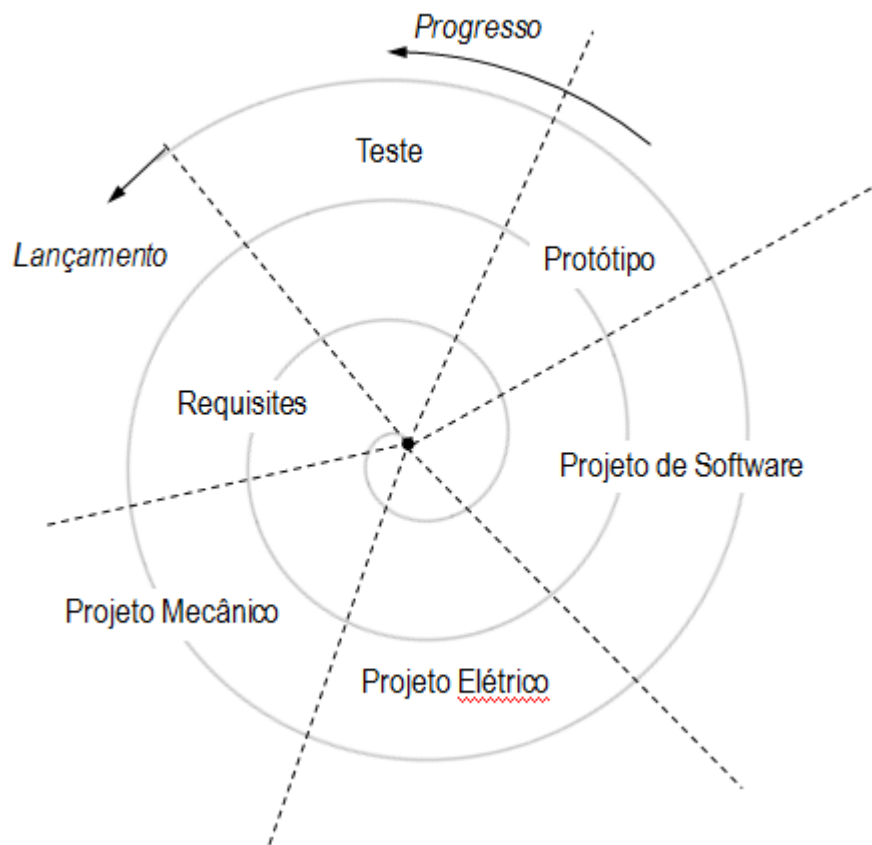 Progresso
Teste
Lançamento
Protótipo
Requisites
Projeto de Software
Projeto Mecânico
Projeto Elétrico